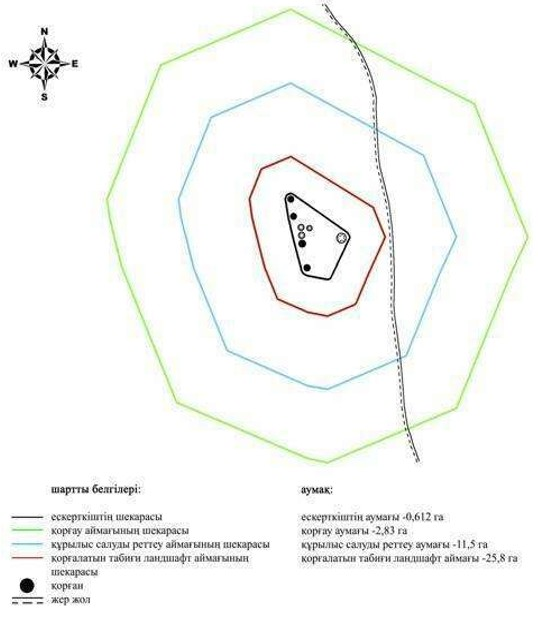 N
W E
S
шартты белгілері:
ескерткіштің шекарасы
қорғау аймағының шекарасы
құрылыс салуды реттеу аймағының шекарасы
қорғалатын табиғи ландшафт аймағының
шекарасы
қорған
жер жол
аумақ:
ескерткіштің аумағы -0,612 га
қорғау аумағы -2,83 га
құрылыс салуды реттеу аумағы -11,5 га
қорғалатын табиғи ландшафт аймағы -25,8 га